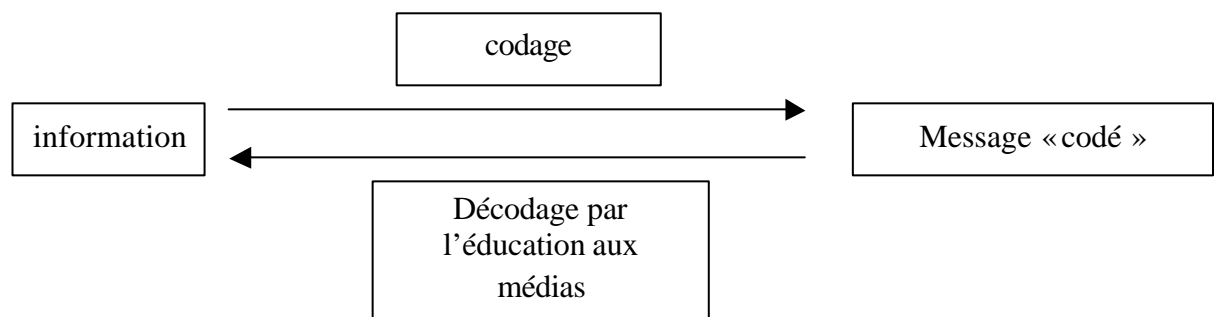 codage
information
Message « codé »
Décodage par
l’éducation aux
médias